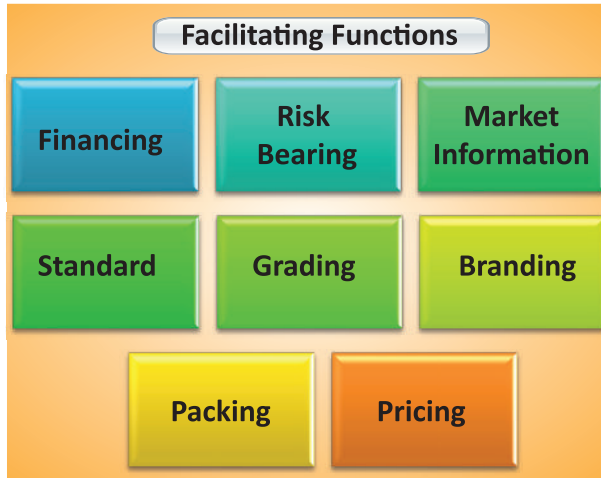 Facilitating Functions
Financing
Risk
Bearing
Market
Information
Standard
Grading
Branding
Packing
Pricing